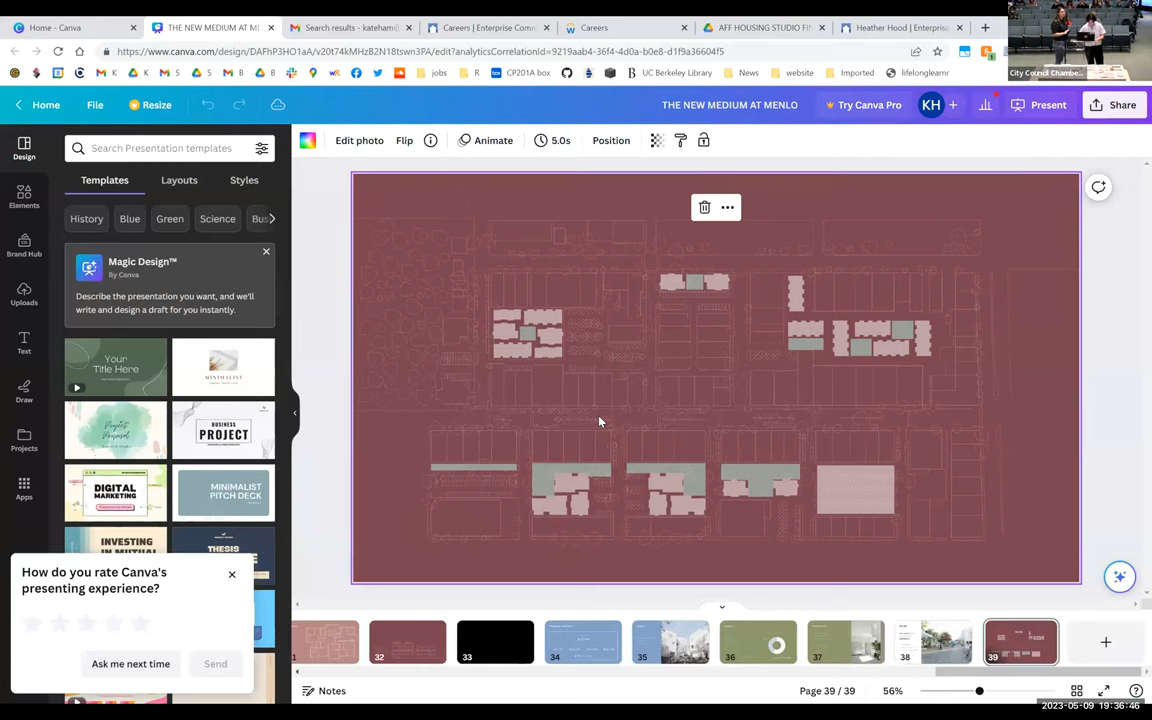 Home - Canva
THE NEW MEDIUM AT MENL
Search results - kateham@
Careers | Enterprise Comm
Careers
AFF HOUSING STUDIO FIN
Heather Hood | Enterprise
https://www.canva.com/design/DAFhP3HO1aA/v20t74kMHzB2N18tswn3PA/edit?analyticsCorrelationId=9219aab4-36f4-4d0a-b0e8-d1f9a36604f5
M K
M S
S
M B
B
jobs
R
CP201A box
UC Berkeley Library
News
website
Imported
lifelonglearnr
City Council Chambe...
Home
File
Resize
THE NEW MEDIUM AT MENLO
Try Canva Pro
KH
Present
Share
Design
Elements
Brand Hub
Uploads
Text
Draw
Projects
Apps
Search Presentation templates
Templates
Layouts
Styles
History
Blue
Green
Science
Bus
Magic Design™
By Canva
Describe the presentation you want, and we'll
write and design a draft for you instantly.
Your
Title Here
MINIMALIST
Project
Proposal
BUSINESS
PROJECT
DIGITAL
MARKETING
MINIMALIST
PITCH DECK
INVESTING
IN MUTUAL
THESIS
How do you rate Canva's
presenting experience?
Ask me next time
Send
Edit photo
Flip
Animate
5.0s
Position
32
33
34
35
36
37
38
39
Notes
Page 39 / 39
56%
2023-05-09 19:36:46